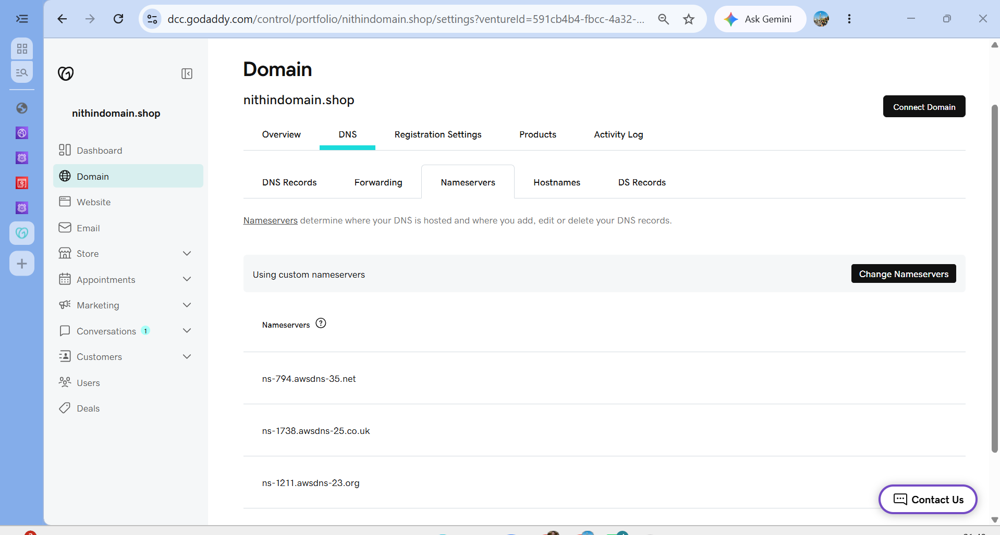 dcc.godaddy.com/control/portfolio/nithindomain.shop/settings?ventureId=591cb4b4-fbcc-4a32-...
Ask Gemini
nithindomain.shop
Dashboard
Domain
Website
Email
Store
Appointments
Marketing
Conversations 1
Customers
Users
Deals
Domain
nithindomain.shop
Connect Domain
Overview DNS Registration Settings Products Activity Log
DNS Records Forwarding Nameservers Hostnames DS Records
Nameservers determine where your DNS is hosted and where you add, edit or delete your DNS records.
Using custom nameservers
Change Nameservers
Nameservers ?
ns-794.awsdns-35.net
ns-1738.awsdns-25.co.uk
ns-1211.awsdns-23.org
Contact Us